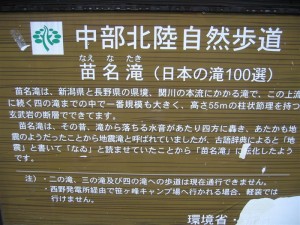 中部北陸自然歩道
なえ な たき
苗名滝（日本の滝100選）
苗名滝は、新潟県と長野県の県境、関川の本流にかかる滝で、この上流
に続く四の滝までの中で一番規模も大きく、高さ55mの柱状節理を持つ
玄武岩の断層でできてます。
苗名滝は、その昔、滝から落ちる水音があたり四方に轟き、あたかも地
震のようだったことから地震滝と呼ばれていましたが、古語辞典によると「地
震」と書いて「なゐ」と読ませていたことから「苗名滝」に転化したよう
です。
注）・二の滝、三の滝及び四の滝への歩道は現在通行できません。
・西野発電所経由で笹ヶ峰キャンプ場へ行かれる場合、軽装では
行けません。
環境省・